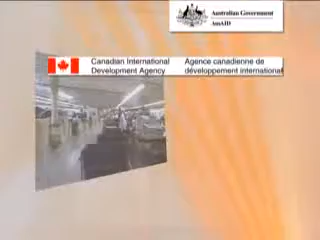 Australian Government
AusAID
Canadian International
Development Agency
Agence canadienne de
développement international